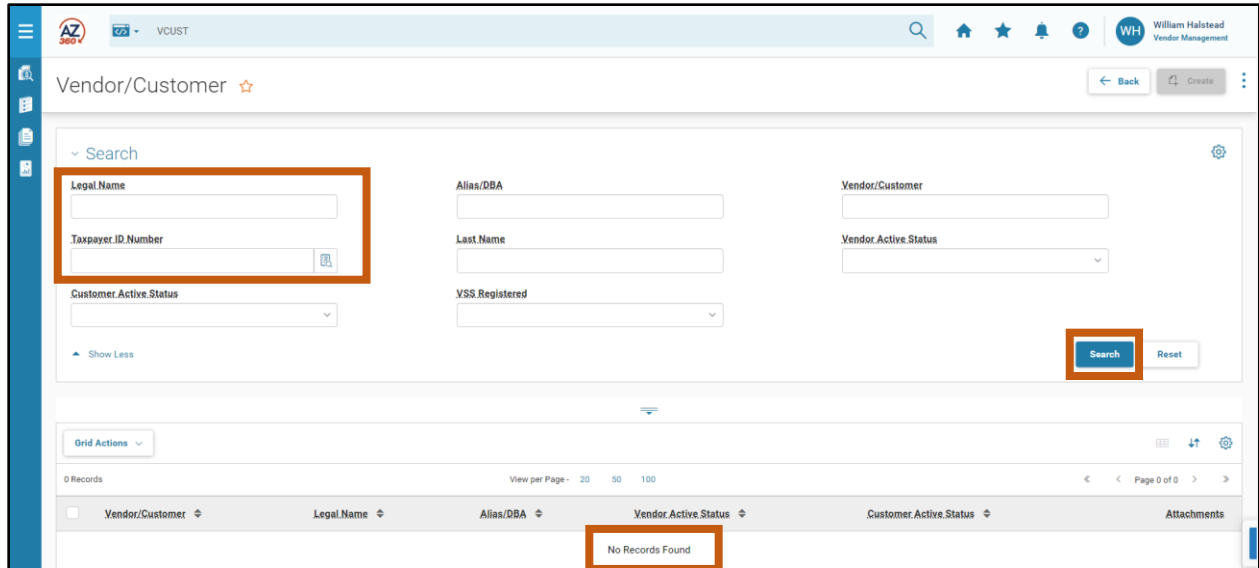 AZ
360
VCUST
?
WH
William Halstead
Vendor Management
Vendor/Customer
Back
Create
Search
Legal Name
Alias/DBA
Vendor/Customer
Taxpayer ID Number
Last Name
Vendor Active Status
Customer Active Status
VSS Registered
Show Less
Search
Reset
Grid Actions
0 Records
View per Page - 20 50 100
Page 0 of 0
Vendor/Customer Legal Name Alias/DBA Vendor Active Status Customer Active Status Attachments
No Records Found